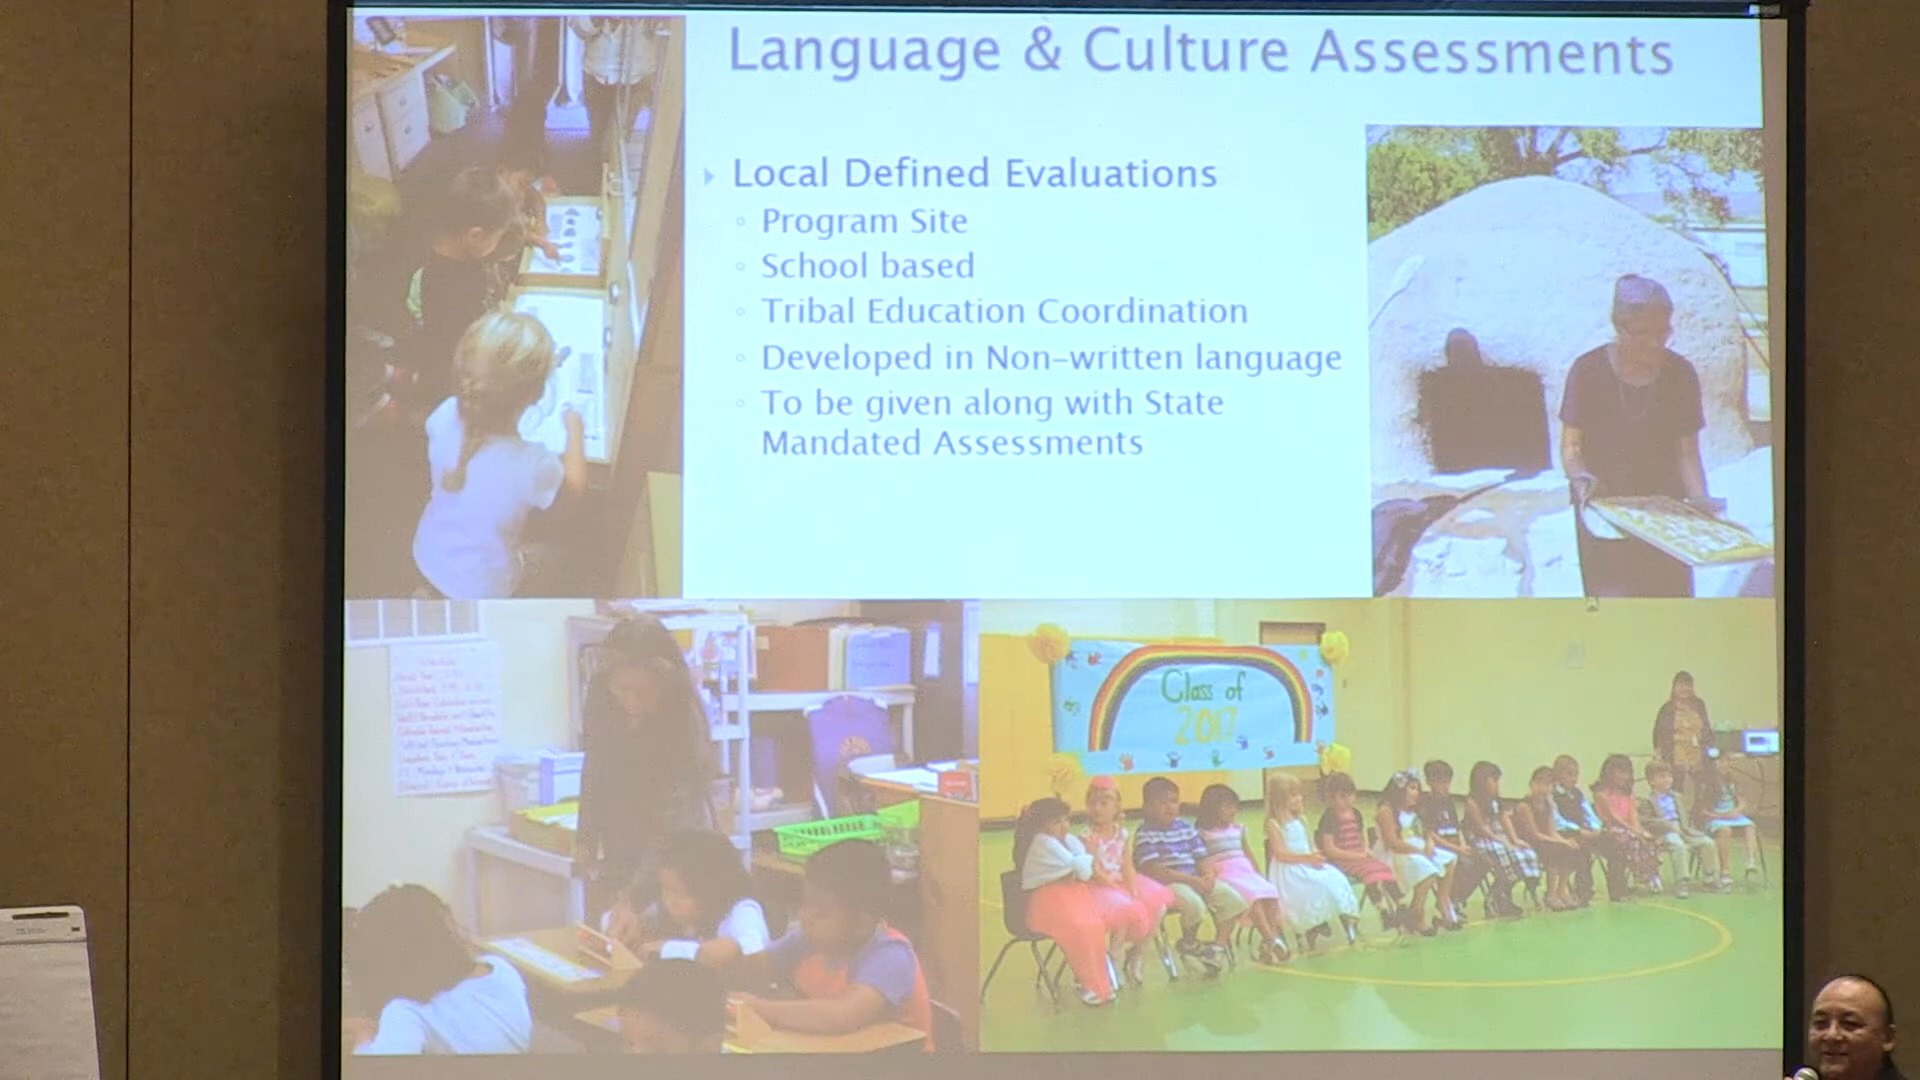 Language & Culture Assessments
Local Defined Evaluations
Program Site
School based
Tribal Education Coordination
Developed in Non-written language
To be given along with State
Mandated Assessments
Class of
2017